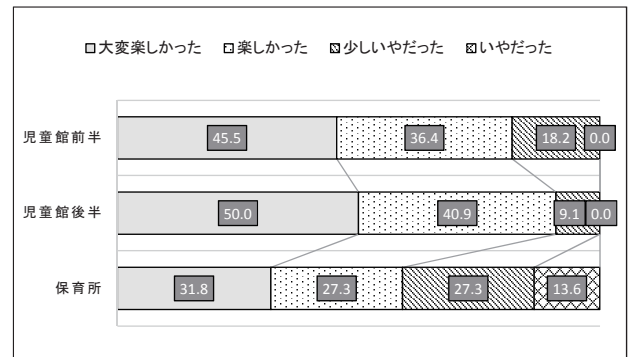 大変楽しかった 楽しかった 少しいやだった いやだった
児童館前半 45.5 36.4 18.2 0.0
児童館後半 50.0 40.9 9.1 0.0
保育所 31.8 27.3 27.3 13.6